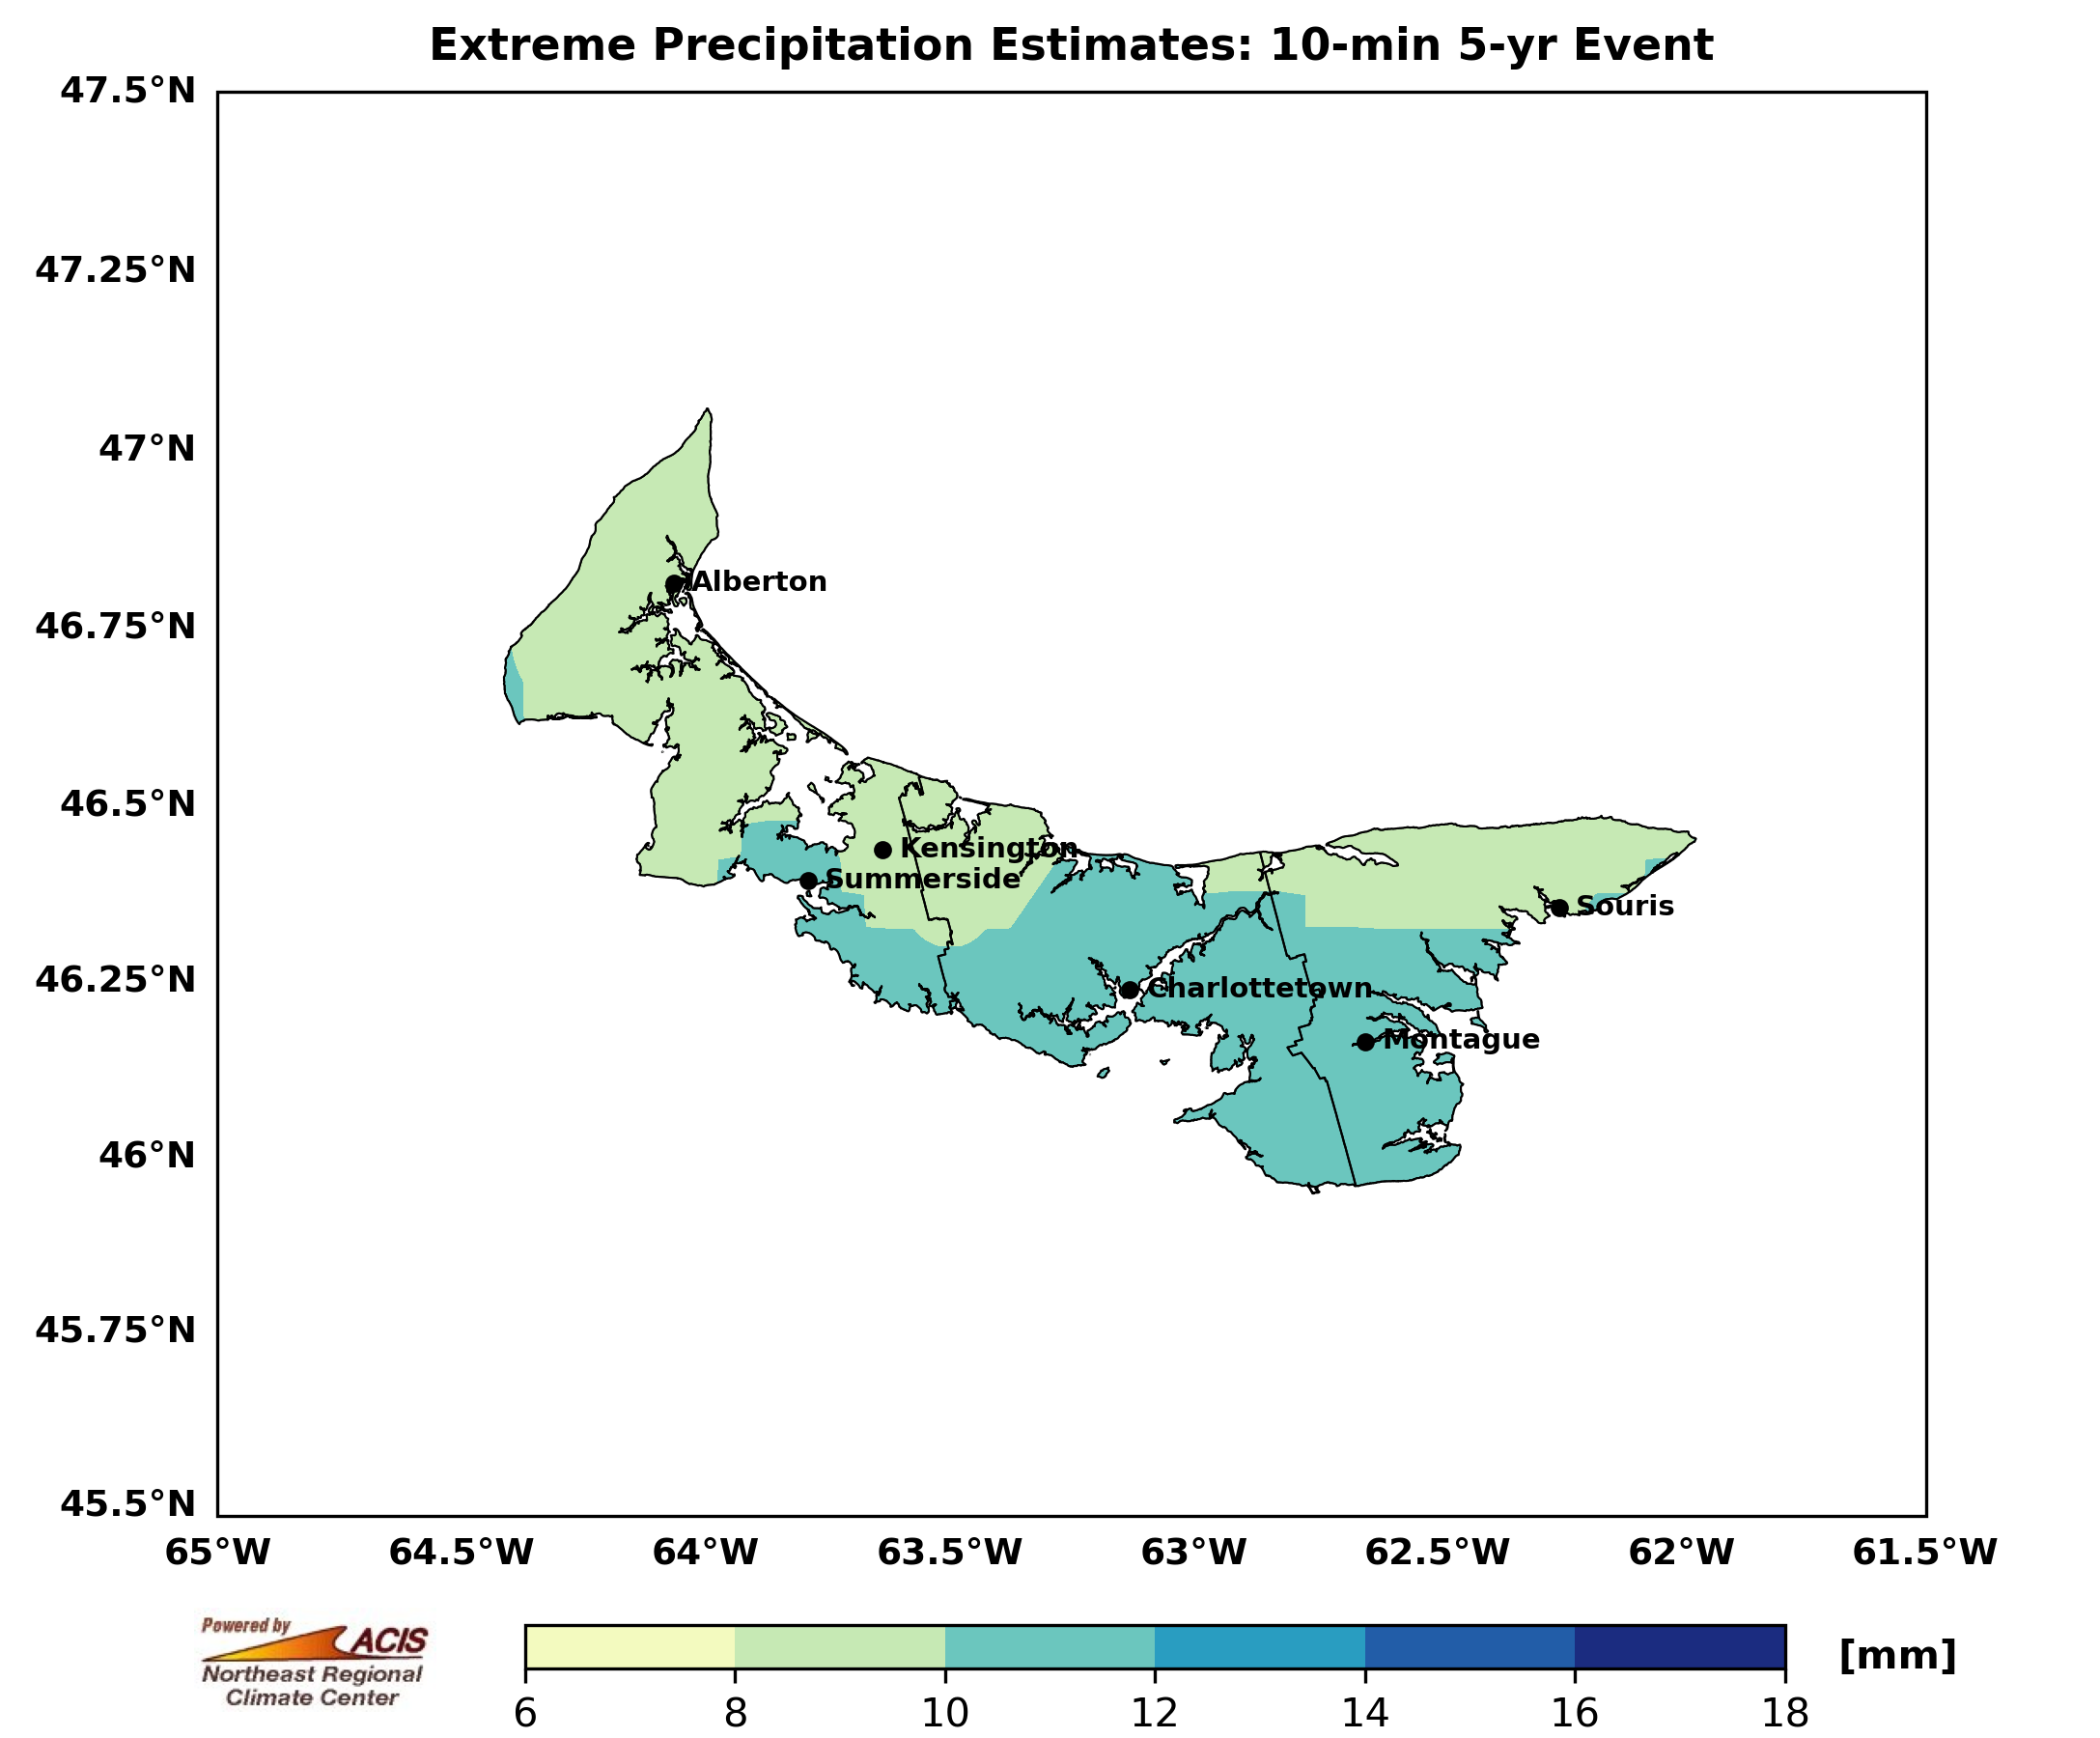 Extreme Precipitation Estimates: 10-min 5-yr Event
47.5°N
47.25°N
47°N
46.75°N
46.5°N
46.25°N
46°N
45.75°N
45.5°N
Alberton
Kensington
Summerside
Souris
Charlottetown
Montague
65°W 64.5°W 64°W 63.5°W 63°W 62.5°W 62°W 61.5°W
Powered by
ACIS
Northeast Regional
Climate Center
[mm]
6 8 10 12 14 16 18